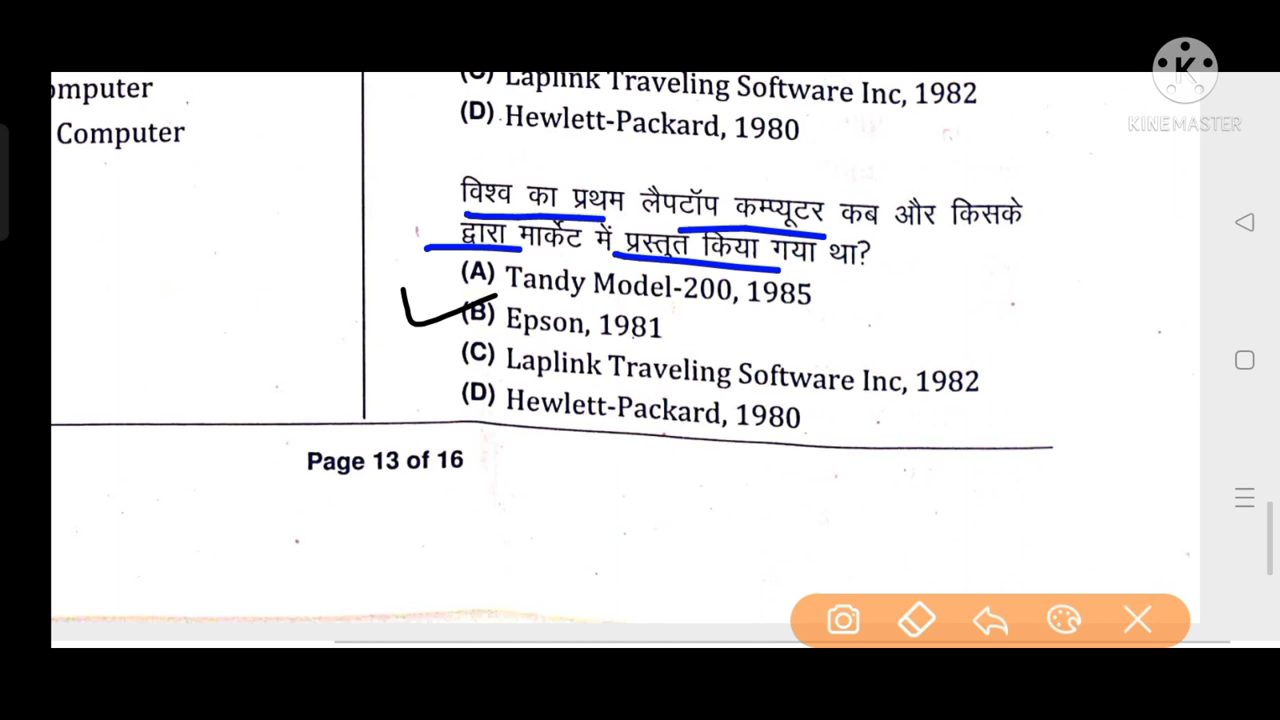 omputer
Computer
(C) Laplink Traveling Software Inc, 1982
(D) Hewlett-Packard, 1980
विश्व का प्रथम लैपटॉप कम्प्यूटर कब और किसके
द्वारा मार्केट में प्रस्तुत किया गया था?
(A) Tandy Model-200, 1985
(B) Epson, 1981
(C) Laplink Traveling Software Inc, 1982
(D) Hewlett-Packard, 1980
Page 13 of 16
K
KINEMASTER